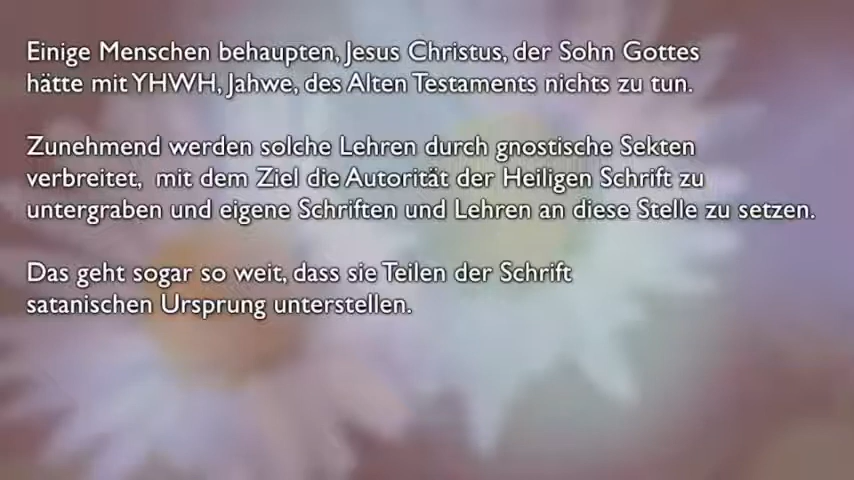 Einige Menschen behaupten, Jesus Christus, der Sohn Gottes
hätte mit YHWH, Jahwe, des Alten Testaments nichts zu tun.
Zunehmend werden solche Lehren durch gnostische Sekten
verbreitet, mit dem Ziel die Autorität der Heiligen Schrift zu
untergraben und eigene Schriften und Lehren an diese Stelle zu setzen.
Das geht sogar so weit, dass sie Teilen der Schrift
satanischen Ursprung unterstellen.